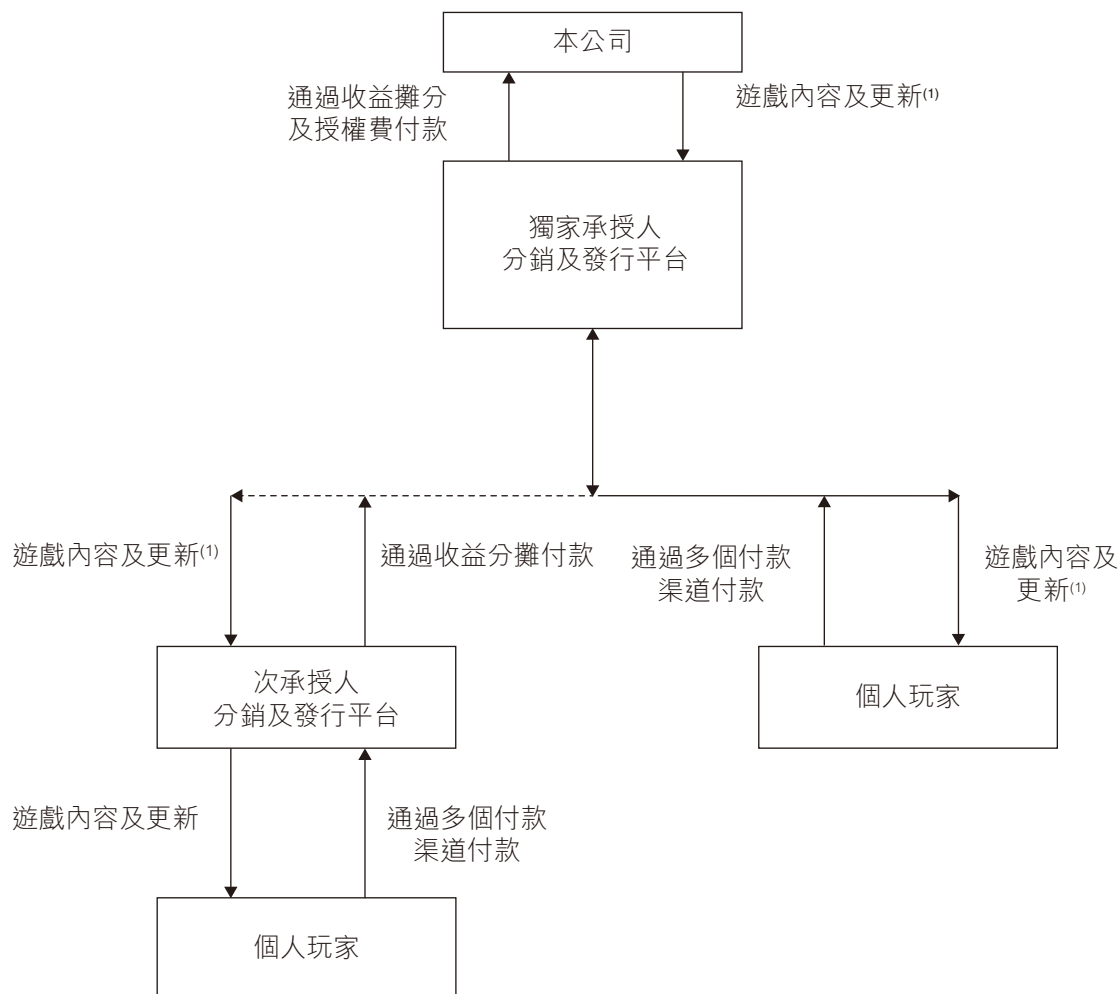 本公司
通過收益攤分
及授權費付款
遊戲內容及更新(1)
獨家承授人
分銷及發行平台
遊戲內容及更新(1)
通過收益分攤付款
通過多個付款
渠道付款
遊戲內容及
更新(1)
次承授人
分銷及發行平台
個人玩家
遊戲內容及更新
通過多個付款
渠道付款
個人玩家